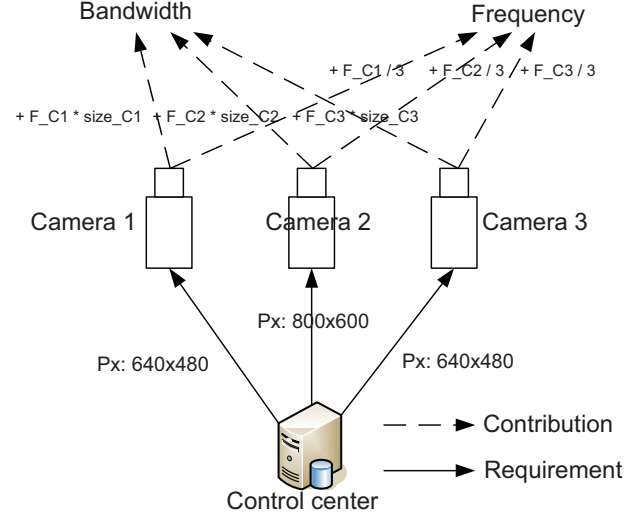 Bandwidth
Frequency
+ F_C1 / 3
+ F_C2 / 3
+ F_C3 / 3
+ F_C1 * size_C1
+ F_C2 * size_C2
+ F_C3 * size_C3
Camera 1
Camera 2
Camera 3
Px: 800x600
Px: 640x480
Px: 640x480
Contribution
Requirement
Control center